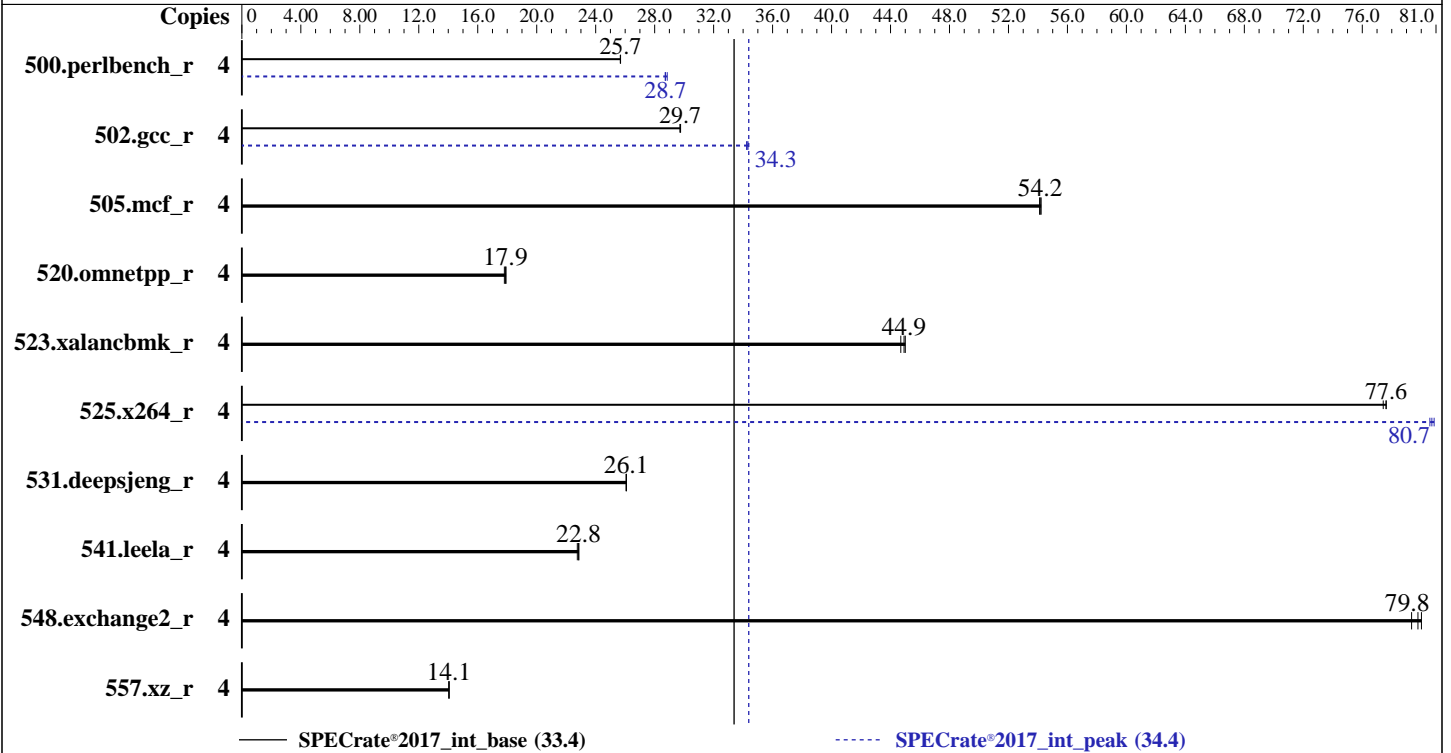 Copies 0 4.00 8.00 12.0 16.0 20.0 24.0 28.0 32.0 36.0 40.0 44.0 48.0 52.0 56.0 60.0 64.0 68.0 72.0 76.0 81.0
25.7
500.perlbench_r 4
28.7
29.7
502.gcc_r 4
34.3
54.2
505.mcf_r 4
17.9
520.omnetpp_r 4
44.9
523.xalancbmk_r 4
77.6
525.x264_r 4
80.7
26.1
531.deepsjeng_r 4
22.8
541.leela_r 4
79.8
548.exchange2_r 4
14.1
557.xz_r 4
SPECrate®2017_int_base (33.4) SPECrate®2017_int_peak (34.4)